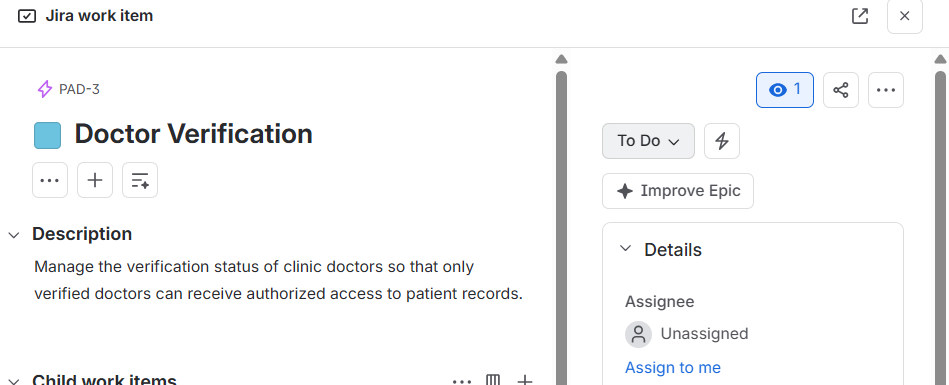 Jira work item
PAD-3
Doctor Verification
Description
Manage the verification status of clinic doctors so that only
verified doctors can receive authorized access to patient records.
Child work items
1
To Do
Improve Epic
Details
Assignee
Unassigned
Assign to me